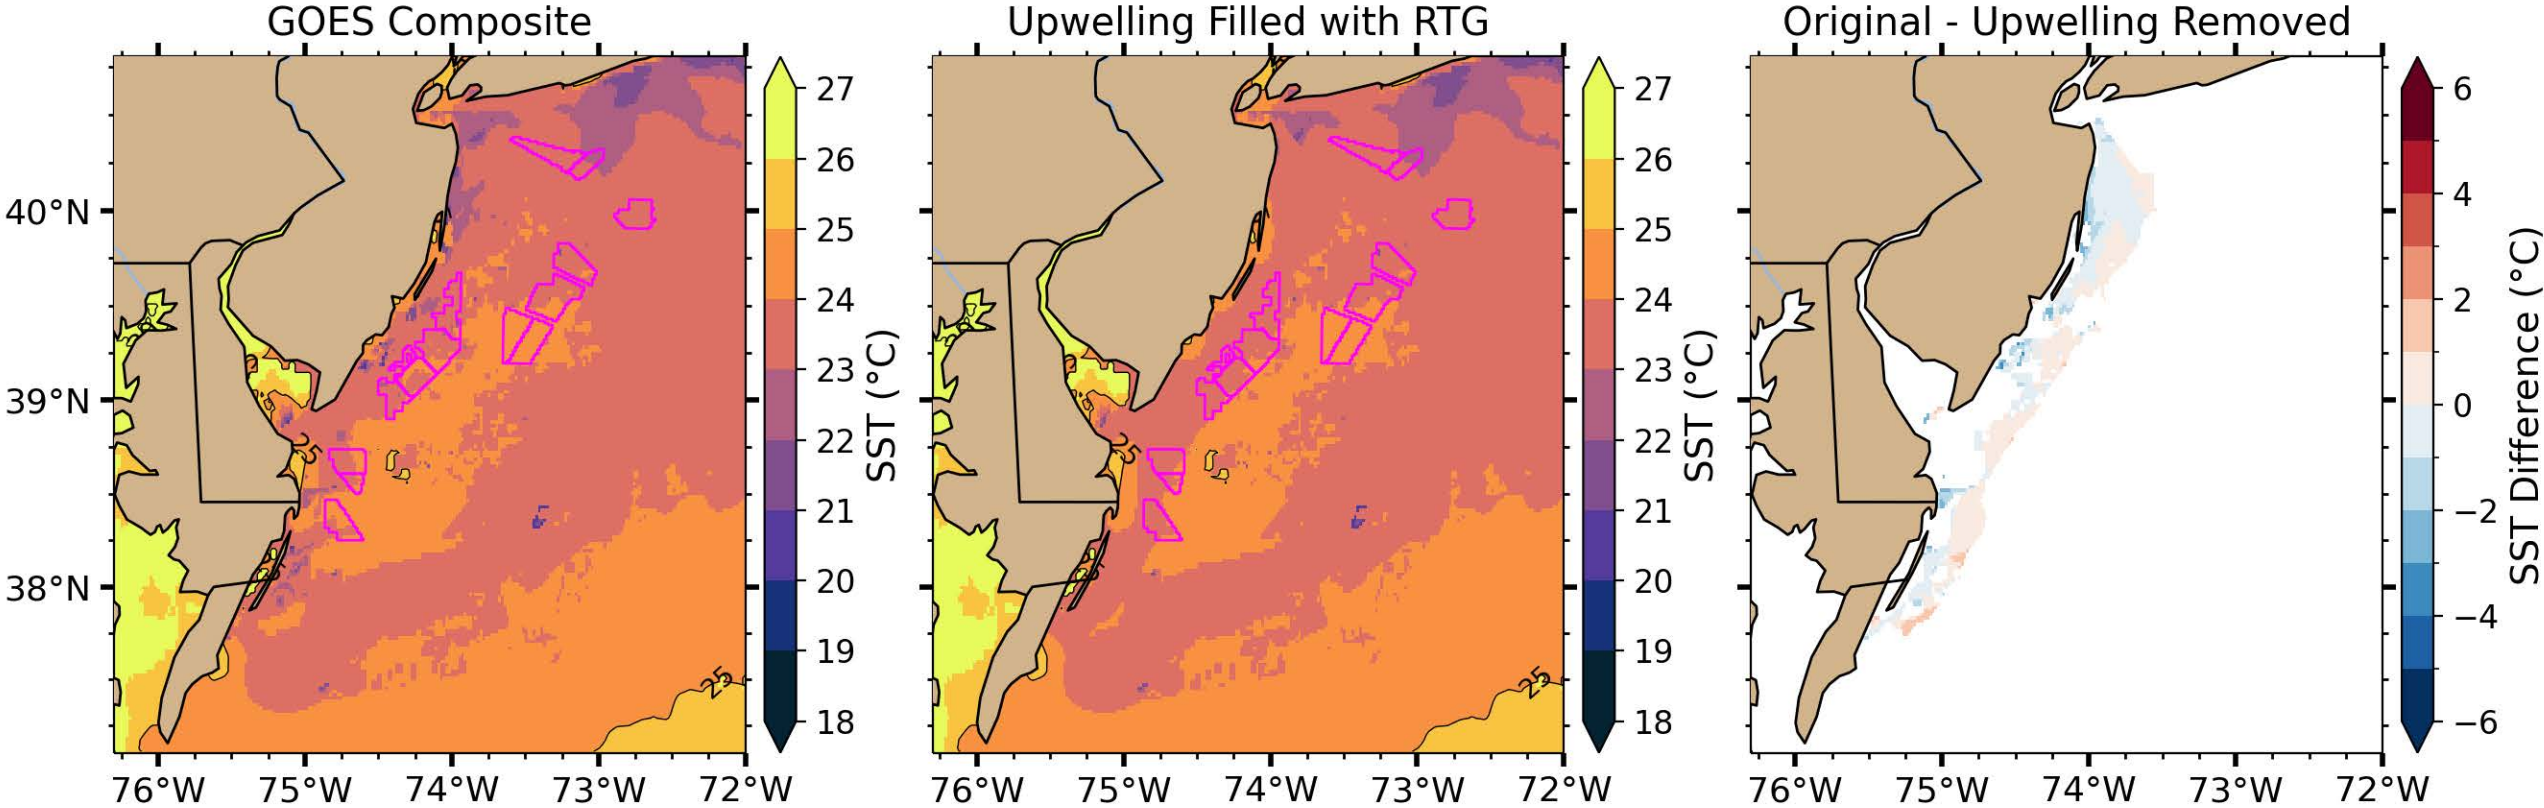 GOES Composite
Upwelling Filled with RTG
Original - Upwelling Removed
40°N
39°N
38°N
76°W
75°W
74°W
73°W
72°W
25
27
26
25
24
23
22
21
20
19
18
SST (°C)
76°W
75°W
74°W
73°W
72°W
25
27
26
25
24
23
22
21
20
19
18
SST (°C)
76°W
75°W
74°W
73°W
72°W
6
4
2
0
−2
−4
−6
SST Difference (°C)